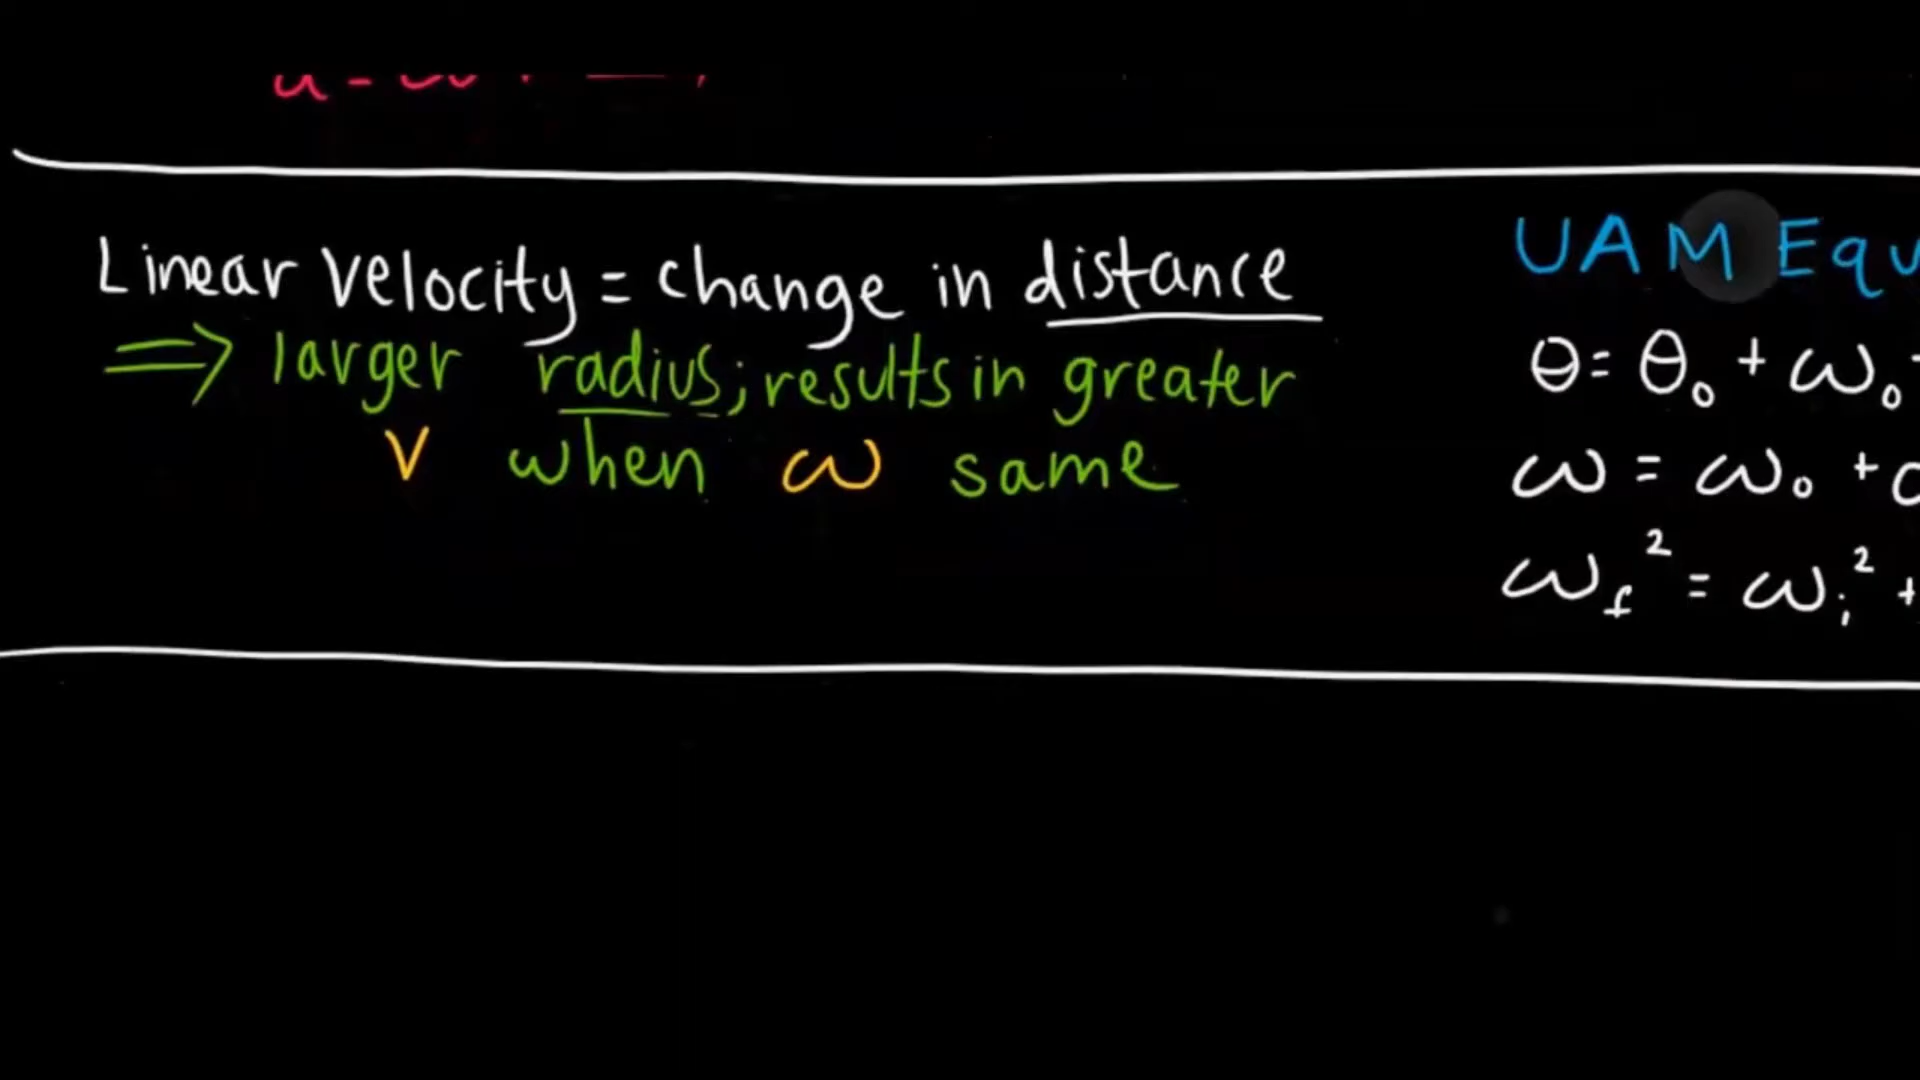 Linear Velocity = change in distance
⇒ larger radius; results in greater
v when ω same
UAM Equ
θ = θ₀ + ω₀
ω = ω₀ +
ω_f² = ω_i² +